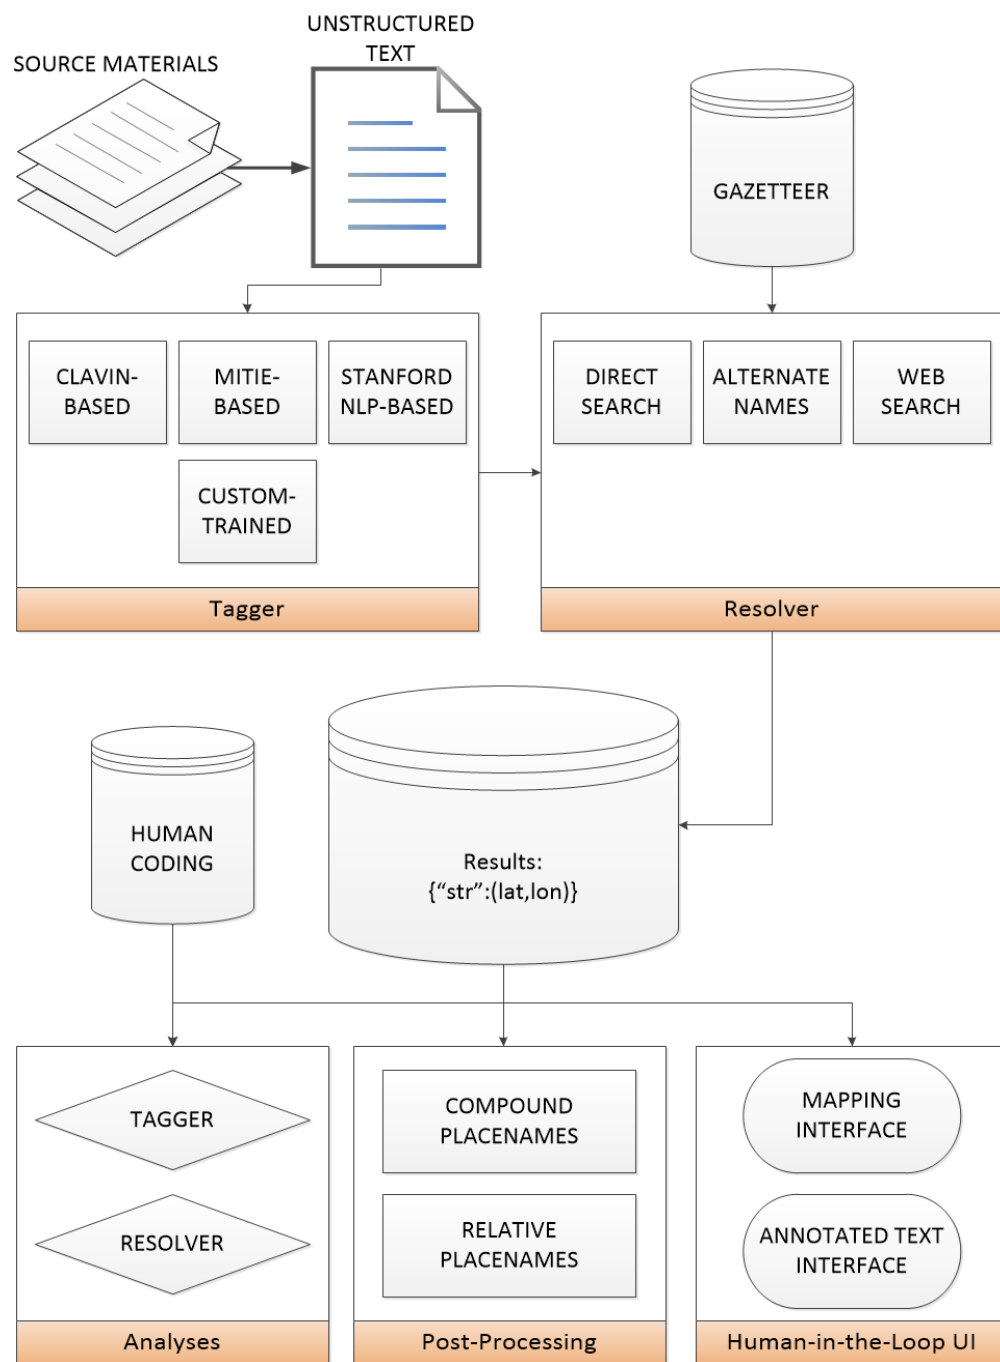 UNSTRUCTURED
TEXT
SOURCE MATERIALS
GAZETTEER
CLAVIN-
BASED
MITIE-
BASED
STANFORD
NLP-BASED
CUSTOM-
TRAINED
Tagger
DIRECT
SEARCH
ALTERNATE
NAMES
WEB
SEARCH
Resolver
HUMAN
CODING
Results:
{“str”:(lat,lon)}
TAGGER
RESOLVER
Analyses
COMPOUND
PLACENAMES
RELATIVE
PLACENAMES
Post-Processing
MAPPING
INTERFACE
ANNOTATED TEXT
INTERFACE
Human-in-the-Loop UI